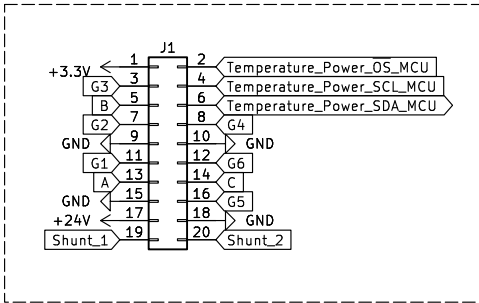 J1
+3.3V 1 2 Temperature_Power_OS_MCU
G3 3 4 Temperature_Power_SCL_MCU
B 5 6 Temperature_Power_SDA_MCU
G2 7 8 G4
GND 9 10 GND
G1 11 12 G6
A 13 14 C
GND 15 16 G5
+24V 17 18 GND
Shunt_1 19 20 Shunt_2